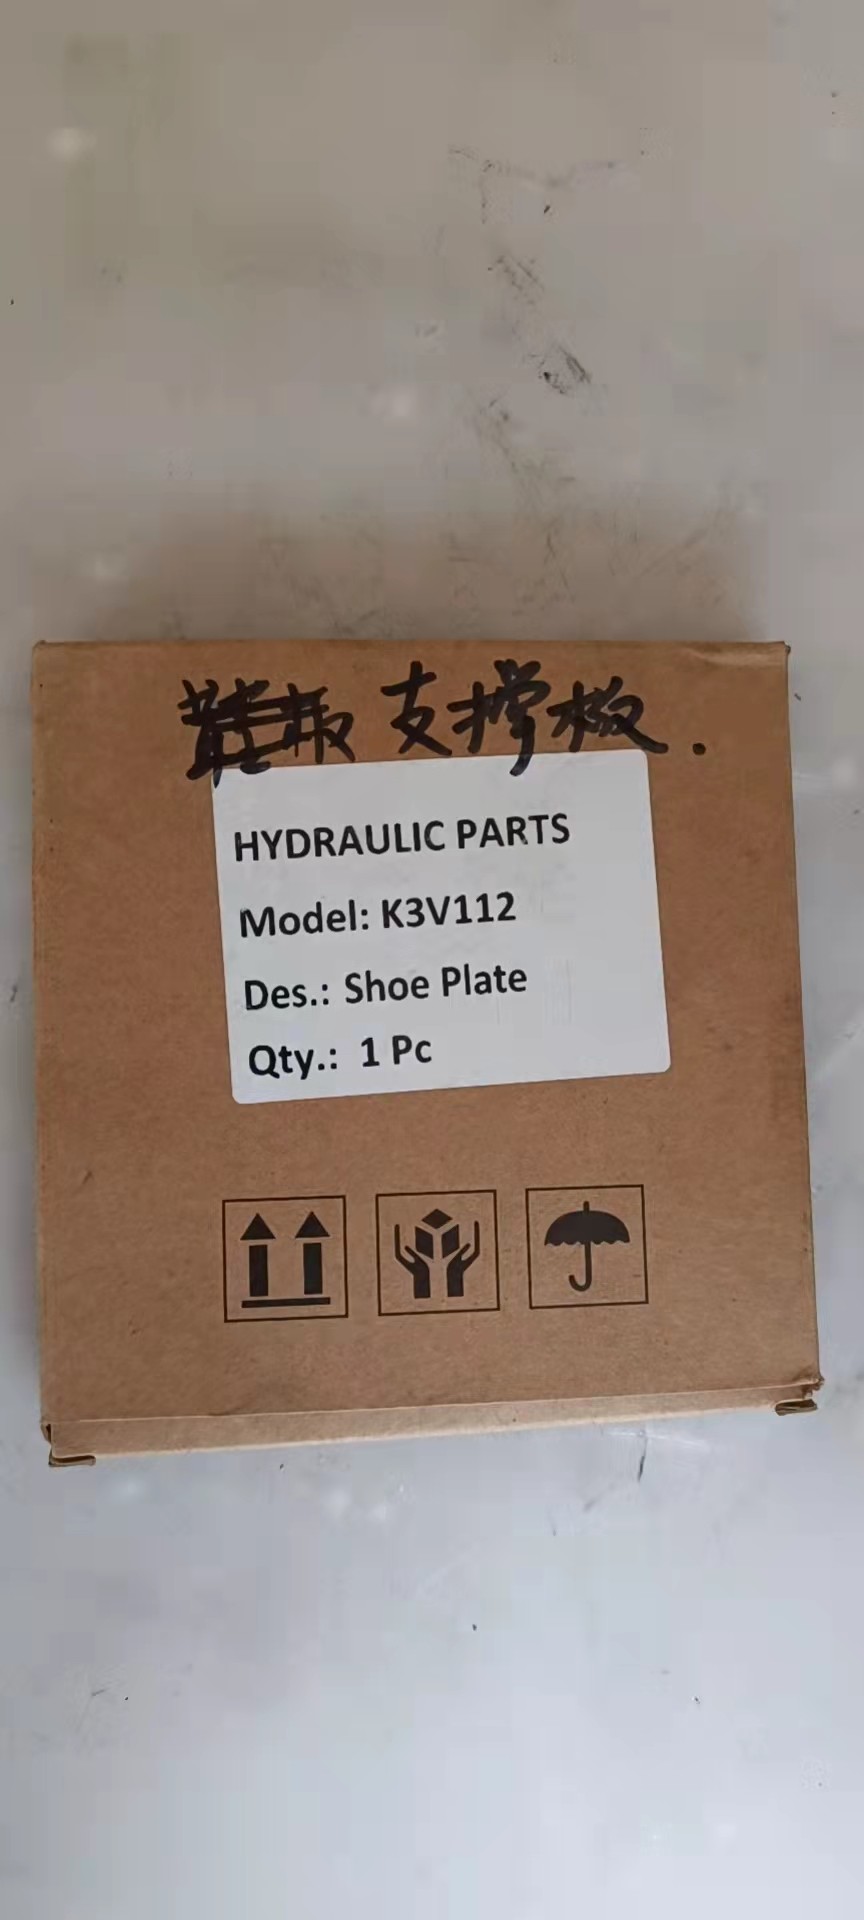 支撑板.
HYDRAULIC PARTS
Model: K3V112
Des.: Shoe Plate
Qty.: 1 Pc